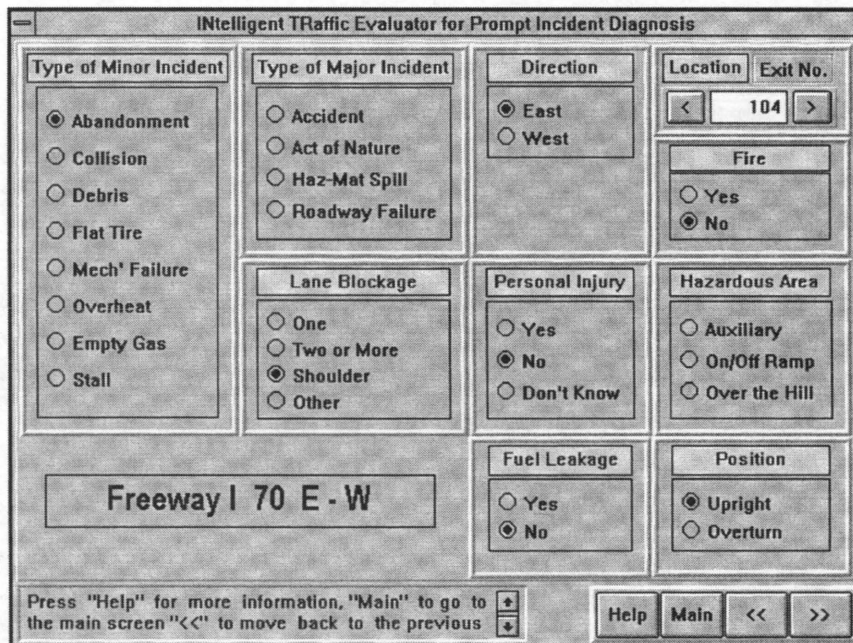 INtelligent TRaffic Evaluator for Prompt Incident Diagnosis
Type of Minor Incident
Abandonment
Collision
Debris
Flat Tire
Mech' Failure
Overheat
Empty Gas
Stall
Type of Major Incident
Accident
Act of Nature
Haz-Mat Spill
Roadway Failure
Direction
East
West
Location Exit No.
< 104 >
Fire
Yes
No
Lane Blockage
One
Two or More
Shoulder
Other
Personal Injury
Yes
No
Don't Know
Hazardous Area
Auxiliary
On/Off Ramp
Over the Hill
Freeway I 70 E - W
Fuel Leakage
Yes
No
Position
Upright
Overturn
Press "Help" for more information, "Main" to go to
the main screen "<<" to move back to the previous
Help Main << >>